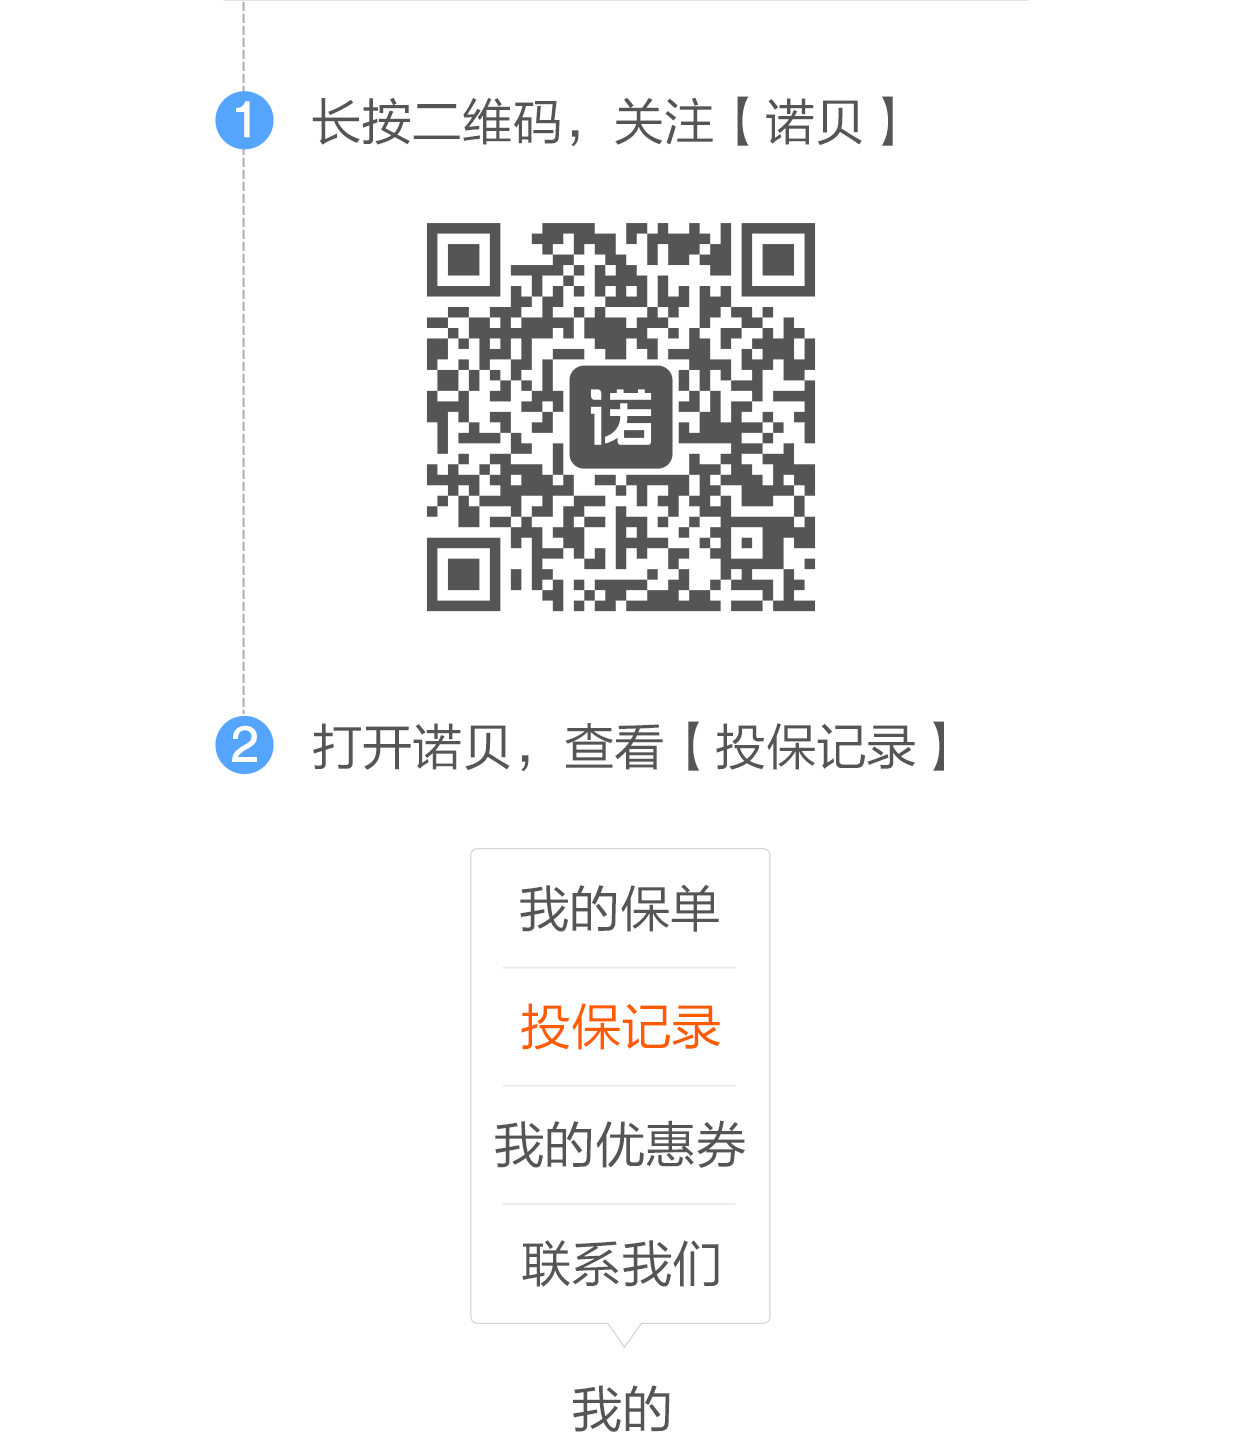 1 长按二维码，关注【诺贝】
诺
2 打开诺贝，查看【投保记录】
我的保单
投保记录
我的优惠券
联系我们
我的